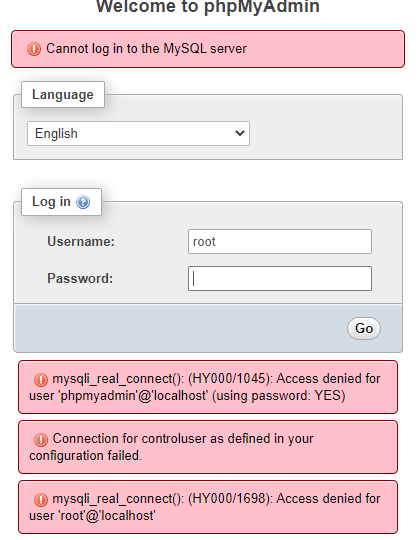 Welcome to phpMyAdmin
Cannot log in to the MySQL server
Language
English
Log in
Username:
root
Password:
Go
mysqli_real_connect(): (HY000/1045): Access denied for
user 'phpmyadmin'@'localhost' (using password: YES)
Connection for controluser as defined in your
configuration failed.
mysqli_real_connect(): (HY000/1698): Access denied for
user 'root'@'localhost'